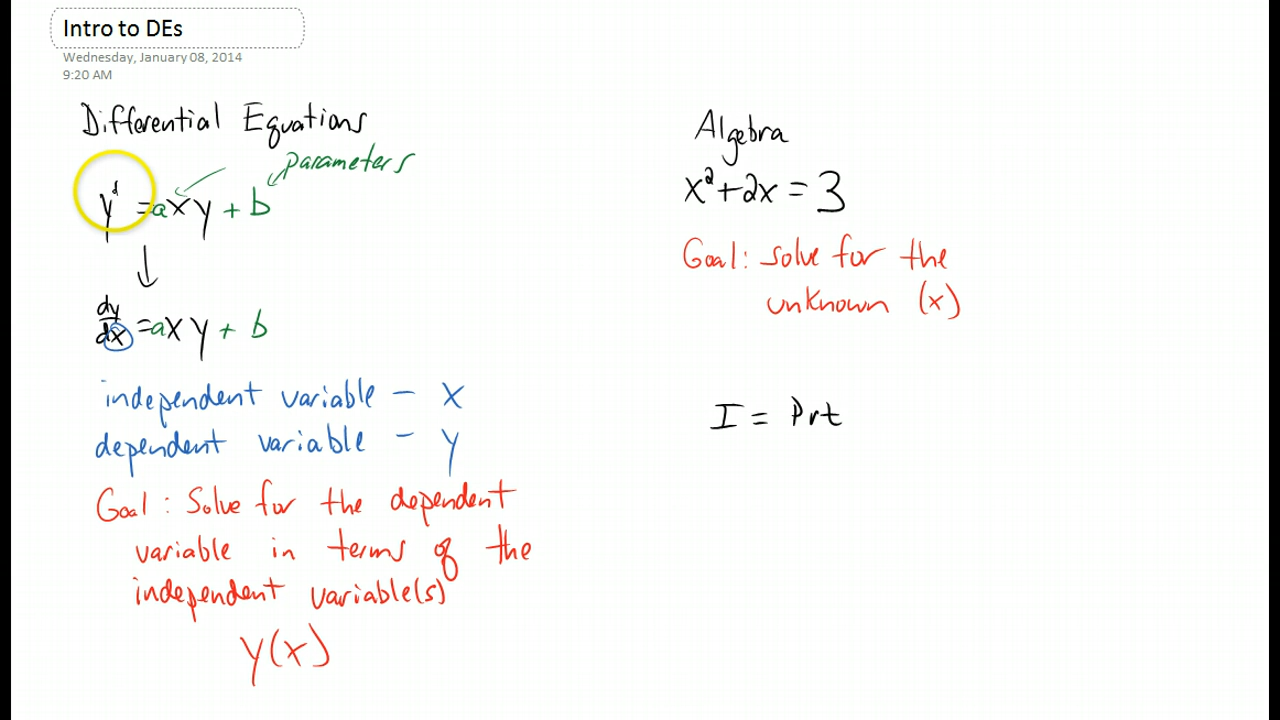 Intro to DEs
Wednesday, January 08, 2014
9:20 AM
Differential Equations
parameters
y' = axy + b
dy/dx = axy + b
independent variable - x
dependent variable - y
Goal: Solve for the dependent
variable in terms of the
independent variable(s)
y(x)
Algebra
x²+2x = 3
Goal: solve for the
unknown (x)
I = Prt